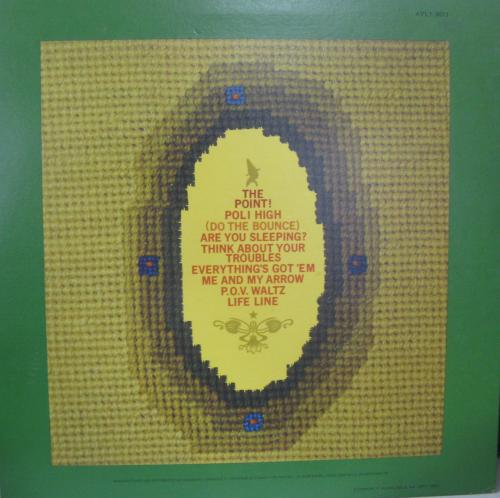 THE
POINT!
POLI HIGH
(DO THE BOUNCE)
ARE YOU SLEEPING?
THINK ABOUT YOUR
TROUBLES
EVERYTHING'S GOT 'EM
ME AND MY ARROW
P.O.V. WALTZ
LIFE LINE